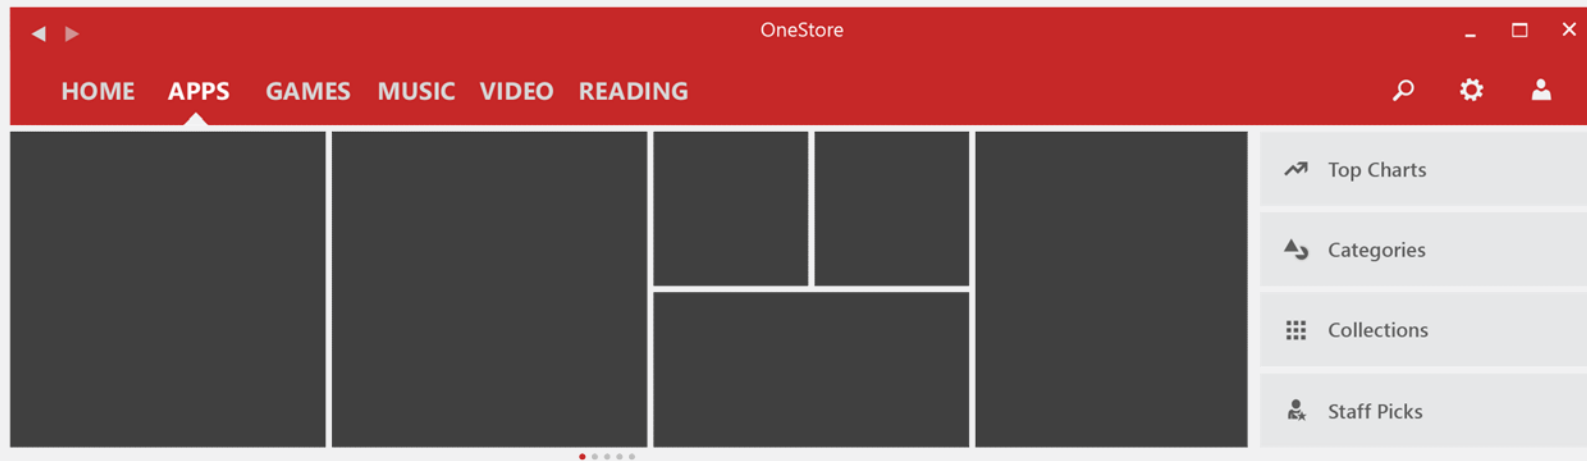 OneStore
HOME APPS GAMES MUSIC VIDEO READING
Top Charts
Categories
Collections
Staff Picks